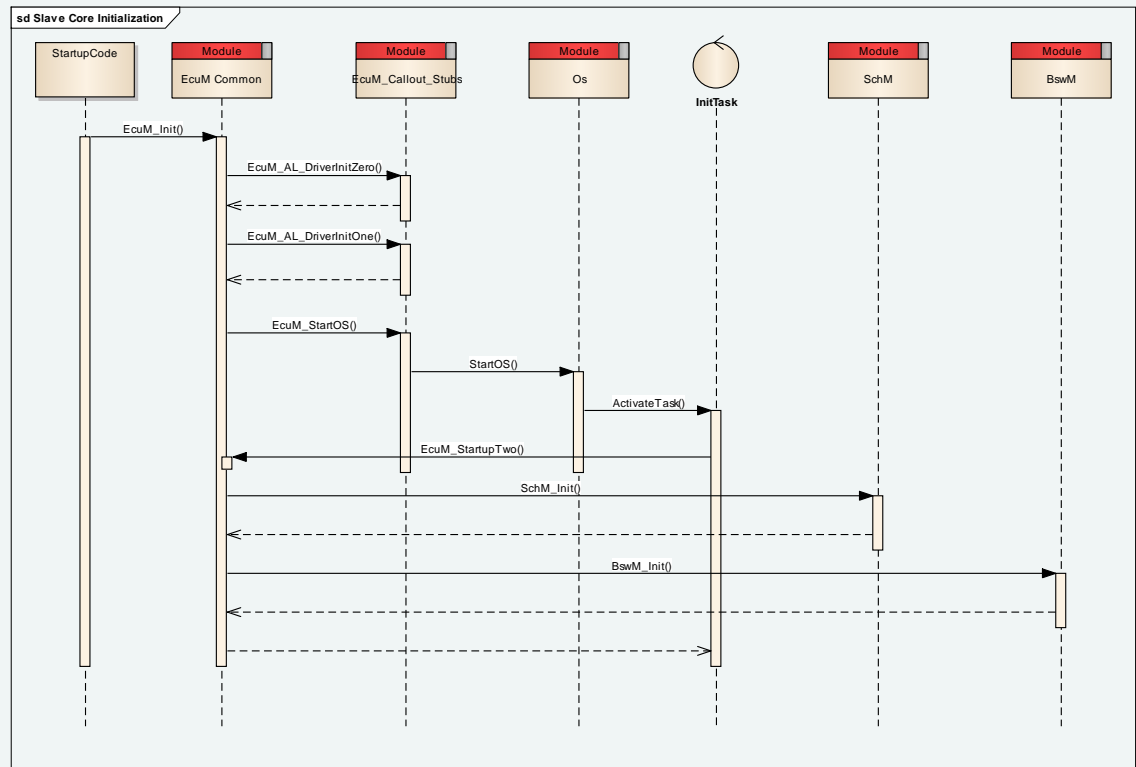 sd Slave Core Initialization
StartupCode
Module
EcuM Common
Module
EcuM_Callout_Stubs
Module
Os
InitTask
Module
SchM
Module
BswM
EcuM_Init()
EcuM_AL_DriverInitZero()
EcuM_AL_DriverInitOne()
EcuM_StartOS()
StartOS()
ActivateTask()
EcuM_StartupTwo()
SchM_Init()
BswM_Init()